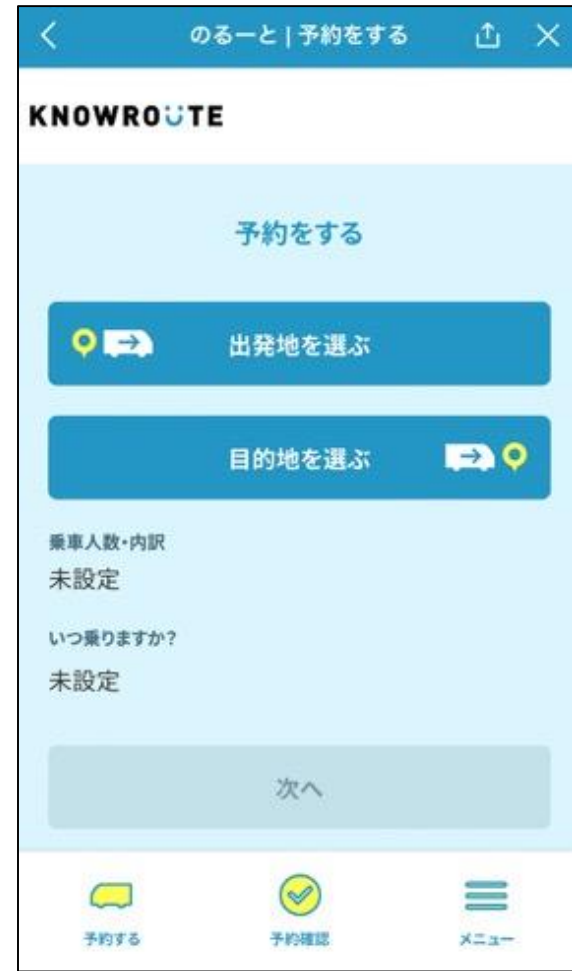 のるーと | 予約をする
KNOWROUTE
予約をする
出発地を選ぶ
目的地を選ぶ
乗車人数・内訳
未設定
いつ乗りますか?
未設定
次へ
予約する
予約確認
メニュー